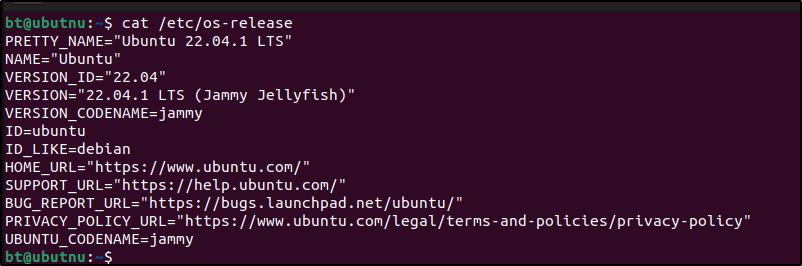 bt@ubutnu:~$ cat /etc/os-release
PRETTY_NAME="Ubuntu 22.04.1 LTS"
NAME="Ubuntu"
VERSION_ID="22.04"
VERSION="22.04.1 LTS (Jammy Jellyfish)"
VERSION_CODENAME=jammy
ID=ubuntu
ID_LIKE=debian
HOME_URL="https://www.ubuntu.com/"
SUPPORT_URL="https://help.ubuntu.com/"
BUG_REPORT_URL="https://bugs.launchpad.net/ubuntu/"
PRIVACY_POLICY_URL="https://www.ubuntu.com/legal/terms-and-policies/privacy-policy"
UBUNTU_CODENAME=jammy
bt@ubutnu:~$